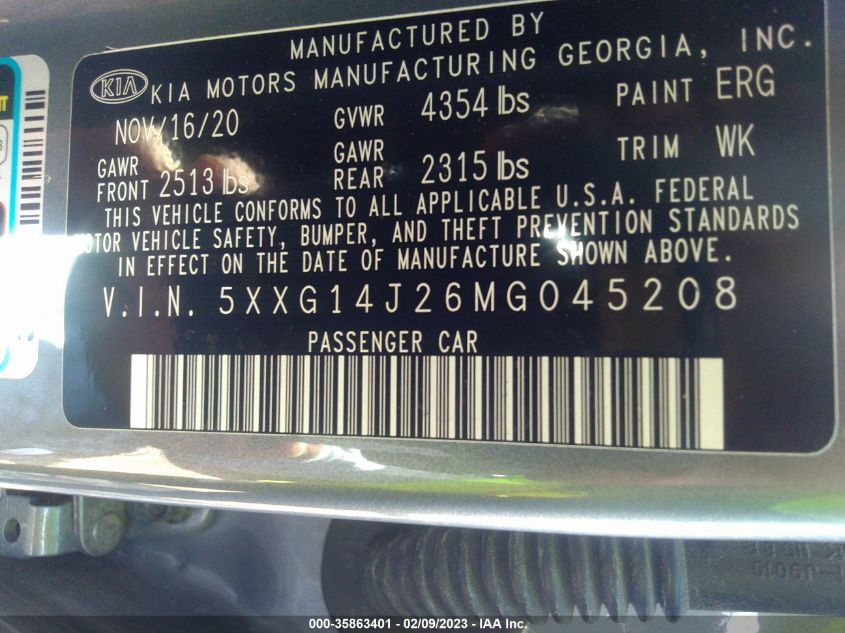 MANUFACTURED BY
KIA KIA MOTORS MANUFACTURING GEORGIA, INC.
NOV/16/20 GVWR 4354 lbs PAINT ERG
GAWR GAWR TRIM WK
FRONT 2513 lbs REAR 2315 lbs
THIS VEHICLE CONFORMS TO ALL APPLICABLE U.S.A. FEDERAL
MOTOR VEHICLE SAFETY, BUMPER, AND THEFT PREVENTION STANDARDS
IN EFFECT ON THE DATE OF MANUFACTURE SHOWN ABOVE.
V.I.N. 5XXG14J26MG045208
PASSENGER CAR
000-35863401 - 02/09/2023 - IAA Inc.